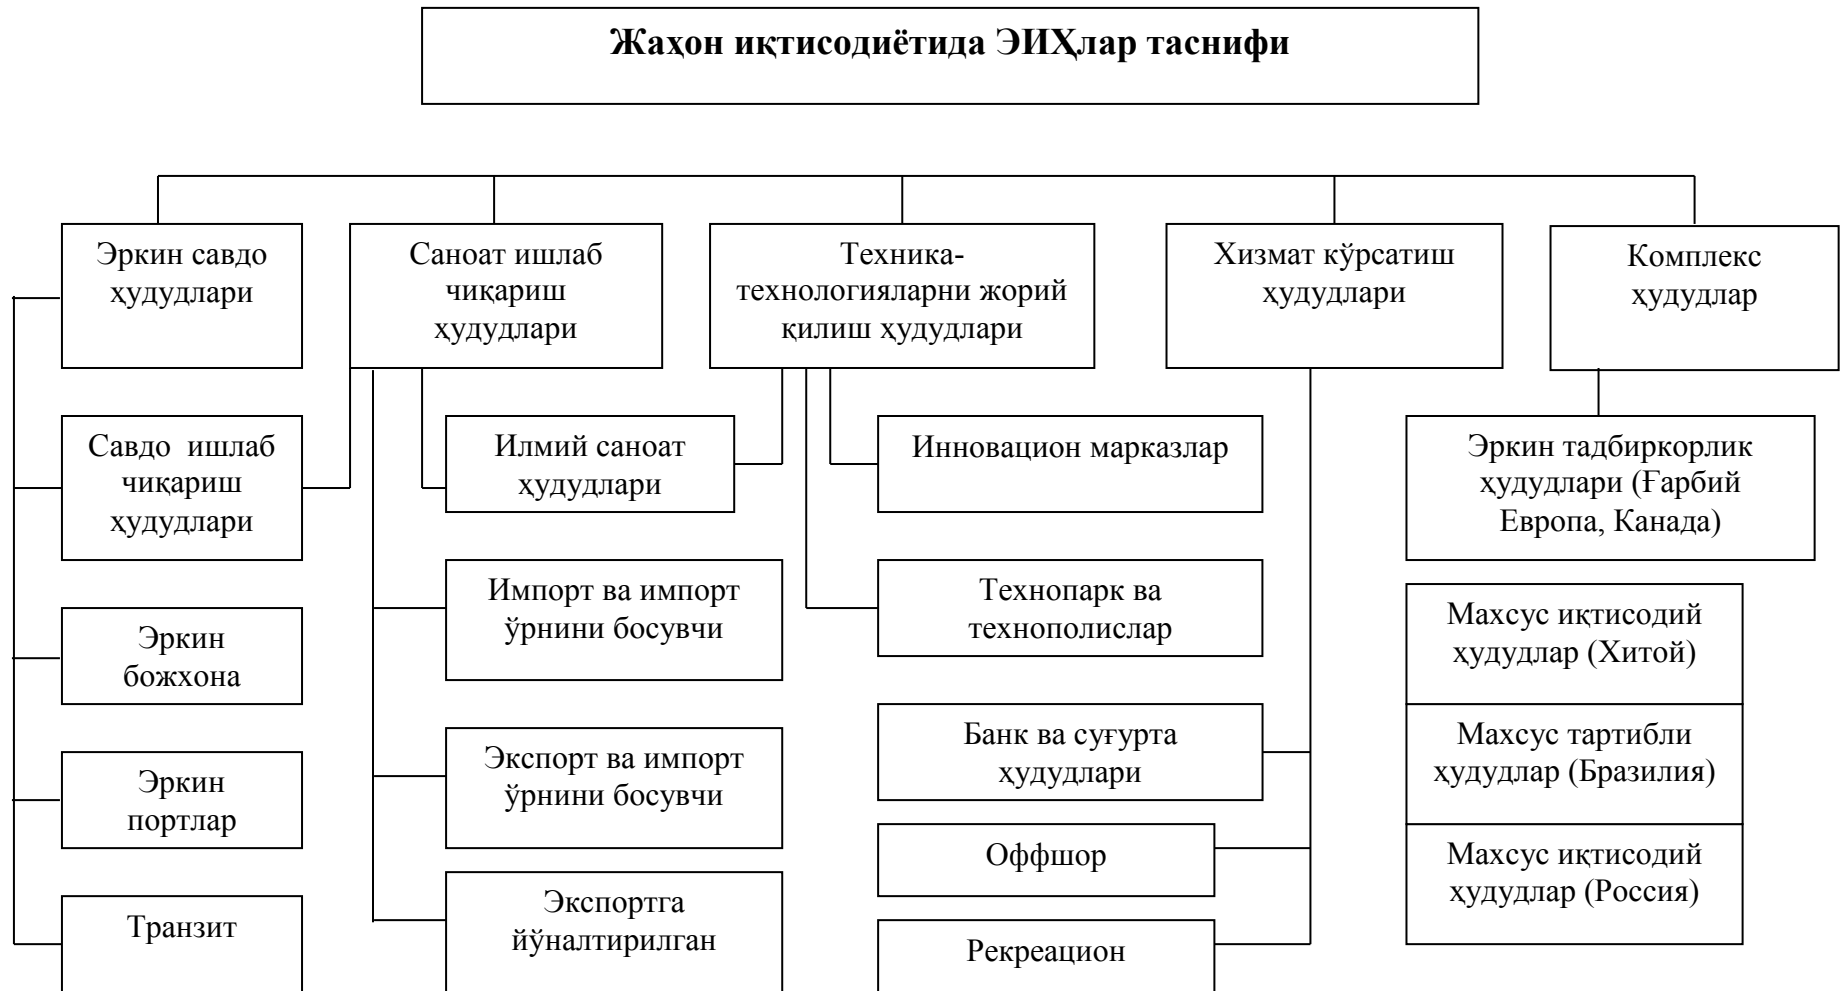 Жаҳон иқтисодиётида ЭИҲлар таснифи
Эркин савдо
ҳудудлари
Саноат ишлаб
чиқариш
ҳудудлари
Техника-
технологияларни жорий
қилиш ҳудудлари
Хизмат кўрсатиш
ҳудудлари
Комплекс
ҳудудлар
Савдо ишлаб
чиқариш
ҳудудлари
Илмий саноат
ҳудудлари
Инновацион марказлар
Эркин тадбиркорлик
ҳудудлари (Ғарбий
Европа, Канада)
Эркин
божхона
Импорт ва импорт
ўрнини босувчи
Технопарк ва
технополислар
Махсус иқтисодий
ҳудудлар (Хитой)
Эркин
портлар
Экспорт ва импорт
ўрнини босувчи
Банк ва суғурта
ҳудудлари
Махсус тартибли
ҳудудлар (Бразилия)
Оффшор
Махсус иқтисодий
ҳудудлар (Россия)
Транзит
Экспортга
йўналтирилган
Рекреацион